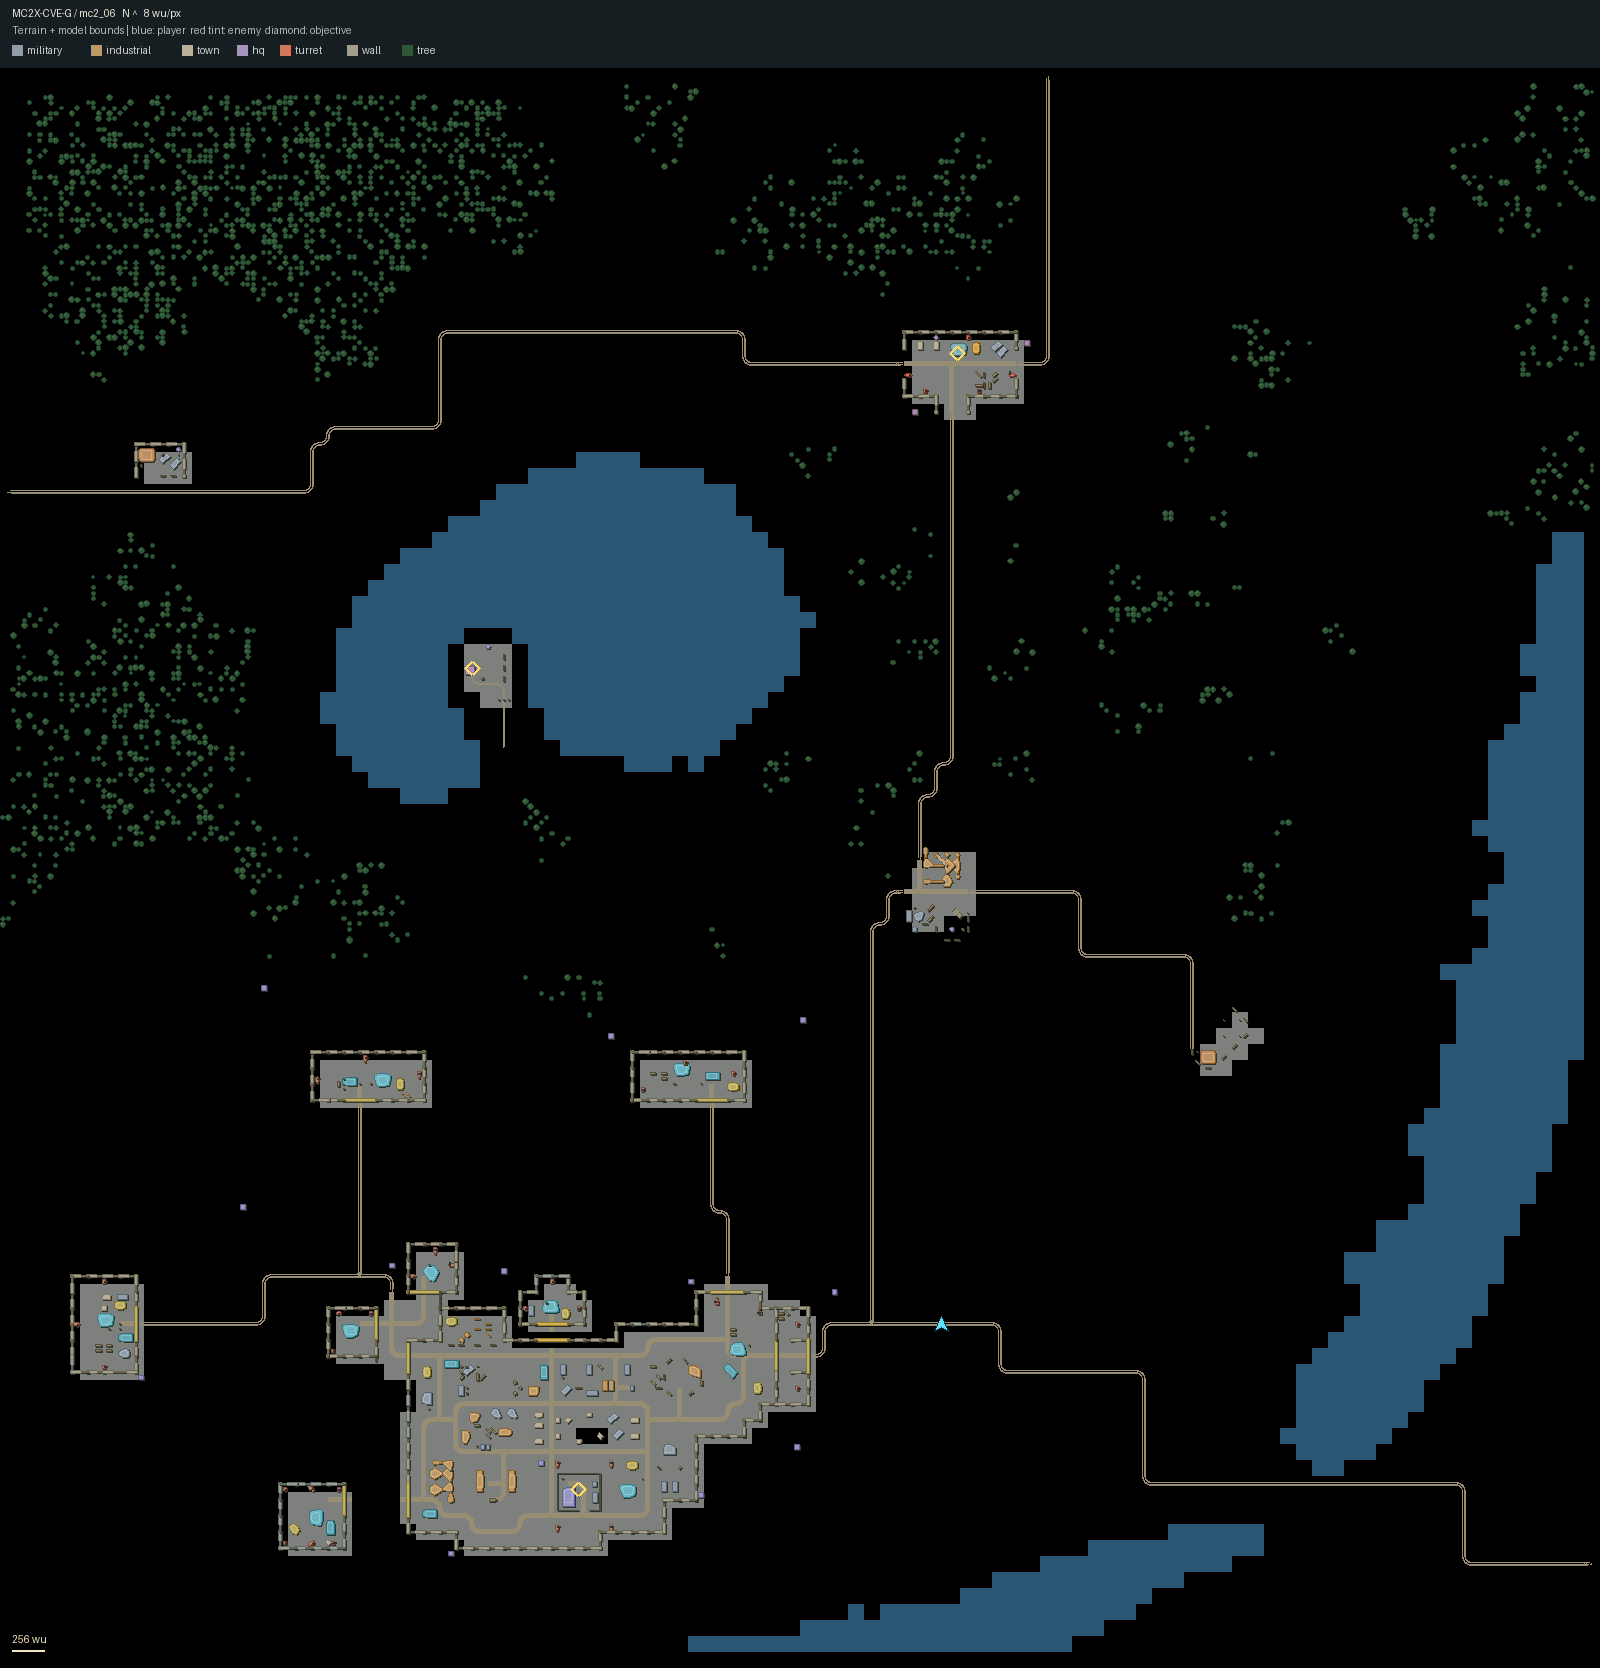 MC2X-CVE-G / mc2_06 N ^ 8 wu/px
Terrain + model bounds | blue: player red tint: enemy diamond: objective
military industrial town hq turret wall tree
256 wu